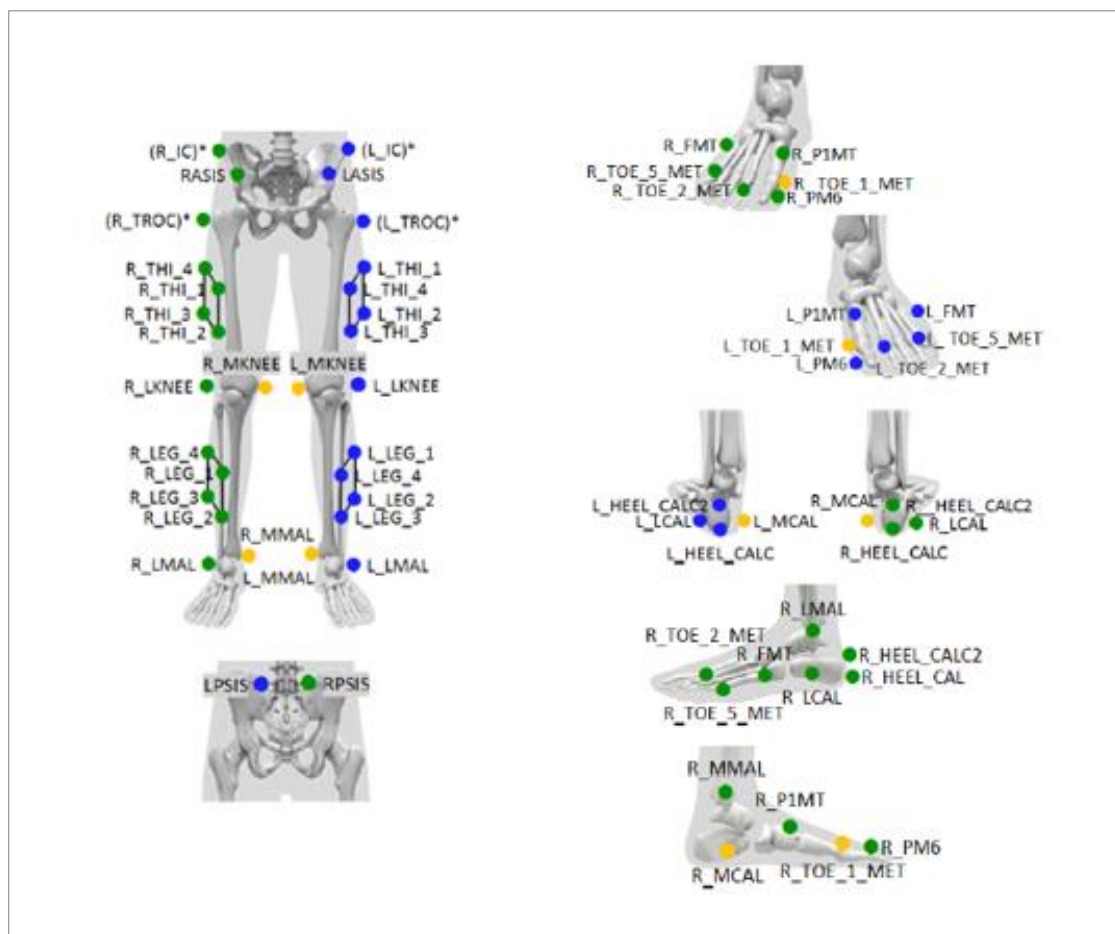 (R_IC)*
(L_IC)*
RASIS
LASIS
(R_TROC)*
(L_TROC)*
R_THI_4
L_THI_1
R_THI_1
L_THI_4
R_THI_3
L_THI_2
R_THI_2
L_THI_3
R_MKNEE
L_MKNEE
R_LKNEE
L_LKNEE
R_LEG_4
L_LEG_1
R_LEG_1
L_LEG_4
R_LEG_3
L_LEG_2
R_LEG_2
L_LEG_3
R_MMAL
R_LMAL
L_MMAL
L_LMAL
LPSIS
RPSIS
R_FMT
R_P1MT
R_TOE_5_MET
R_TOE_1_MET
R_TOE_2_MET
R_PM6
L_P1MT
L_FMT
L_TOE_1_MET
L_TOE_5_MET
L_PM6
L_TOE_2_MET
L_HEEL_CALC2
L_LCAL
L_MCAL
L_HEEL_CALC
R_MCAL
R_HEEL_CALC2
R_LCAL
R_HEEL_CALC
R_LMAL
R_TOE_2_MET
R_FMT
R_HEEL_CALC2
R_HEEL_CAL
R_LCAL
R_TOE_5_MET
R_MMAL
R_P1MT
R_PM6
R_TOE_1_MET
R_MCAL